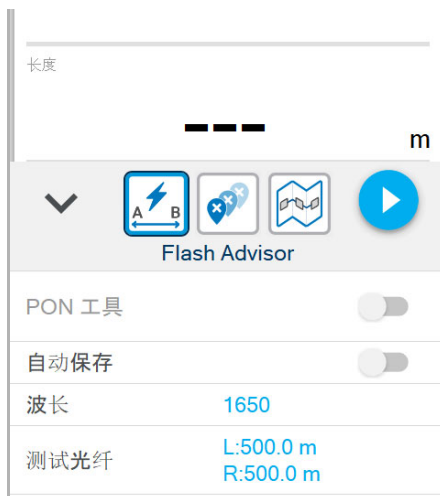 长度
---
m
A B
Flash Advisor
PON 工具
自动保存
波长 1650
测试光纤 L:500.0 m
R:500.0 m